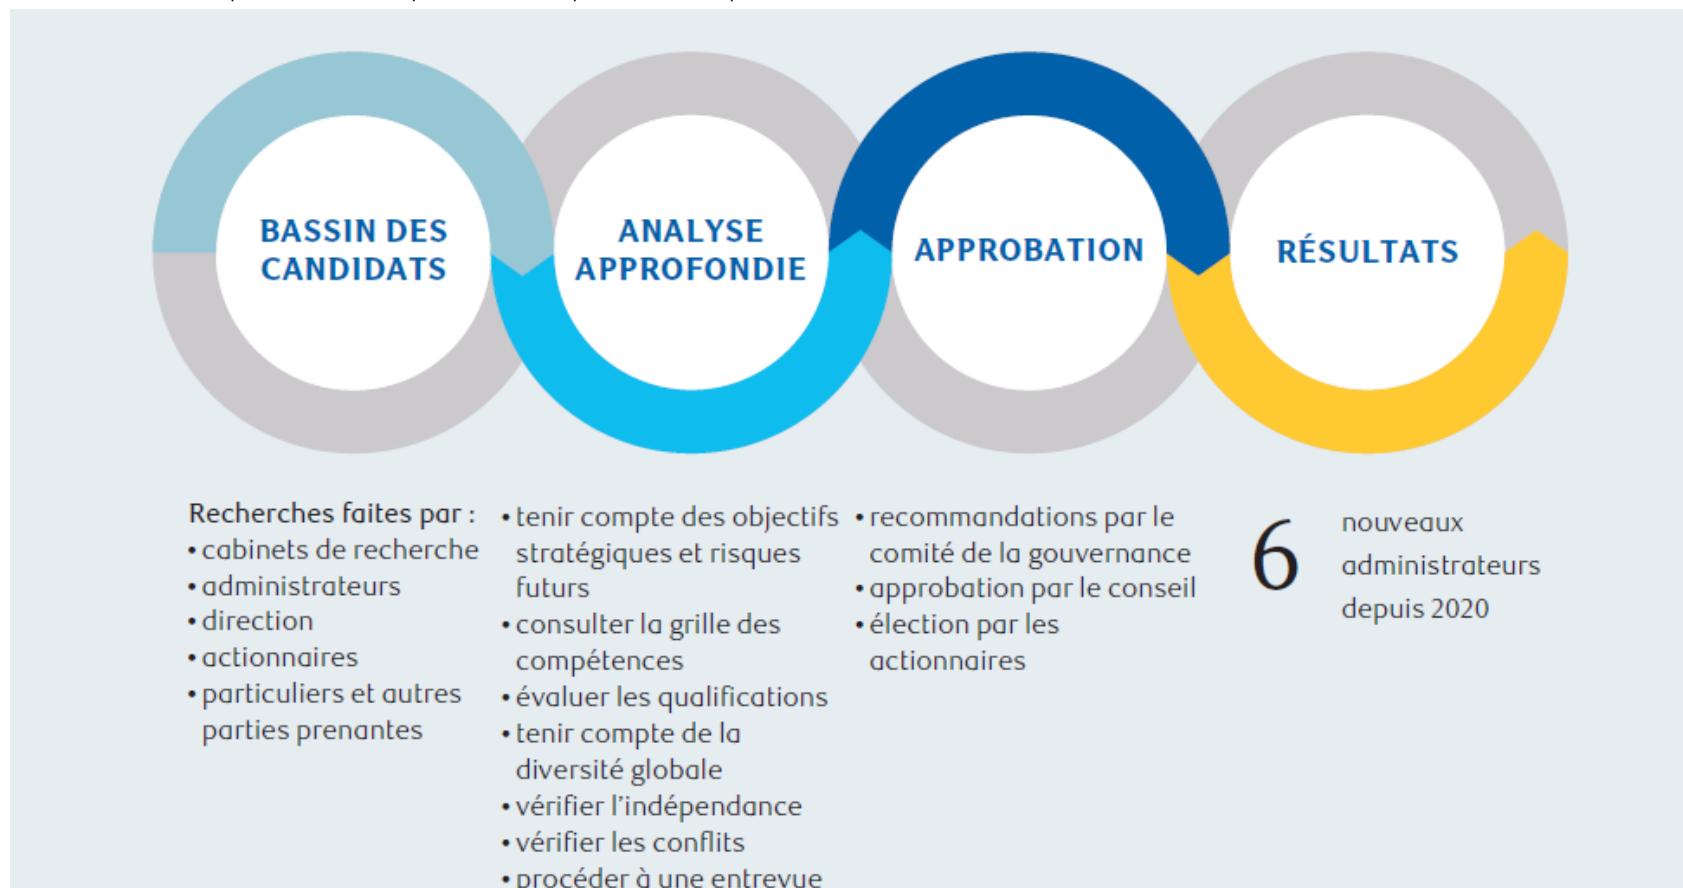 BASSIN DES
CANDIDATS
ANALYSE
APPROFONDIE
APPROBATION
RÉSULTATS
Recherches faites par :
• cabinets de recherche
• administrateurs
• direction
• actionnaires
• particuliers et autres
parties prenantes
• tenir compte des objectifs
stratégiques et risques
futurs
• consulter la grille des
compétences
• évaluer les qualifications
• tenir compte de la
diversité globale
• vérifier l’indépendance
• vérifier les conflits
• procéder à une entrevue
• recommandations par le
comité de la gouvernance
• approbation par le conseil
• élection par les
actionnaires
6
nouveaux
administrateurs
depuis 2020